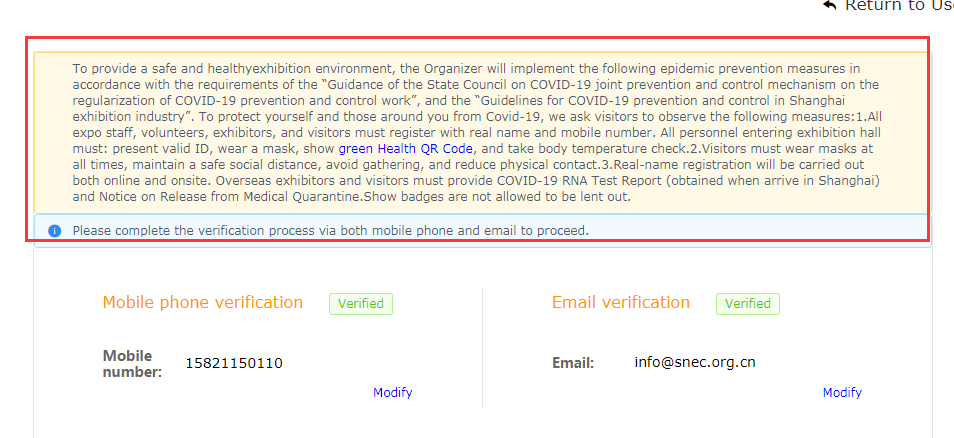 Return to Use
To provide a safe and healthyexhibition environment, the Organizer will implement the following epidemic prevention measures in
accordance with the requirements of the “Guidance of the State Council on COVID-19 joint prevention and control mechanism on the
regularization of COVID-19 prevention and control work”, and the “Guidelines for COVID-19 prevention and control in Shanghai
exhibition industry”. To protect yourself and those around you from Covid-19, we ask visitors to observe the following measures:1.All
expo staff, volunteers, exhibitors, and visitors must register with real name and mobile number. All personnel entering exhibition hall
must: present valid ID, wear a mask, show green Health QR Code, and take body temperature check.2.Visitors must wear masks at
all times, maintain a safe social distance, avoid gathering, and reduce physical contact.3.Real-name registration will be carried out
both online and onsite. Overseas exhibitors and visitors must provide COVID-19 RNA Test Report (obtained when arrive in Shanghai)
and Notice on Release from Medical Quarantine.Show badges are not allowed to be lent out.
Please complete the verification process via both mobile phone and email to proceed.
Mobile phone verification Verified
Mobile
number: 15821150110
Modify
Email verification Verified
Email: info@snec.org.cn
Modify